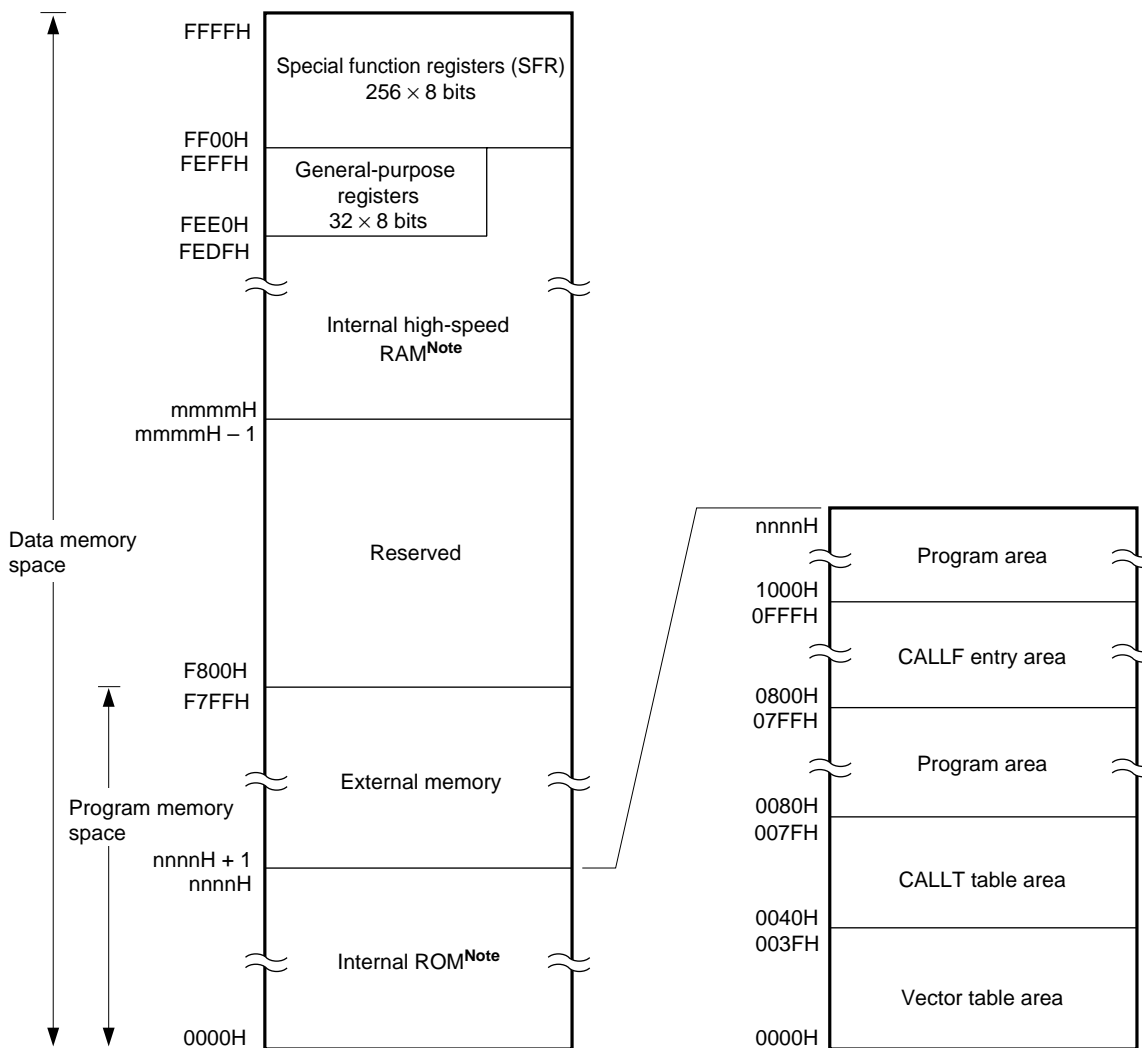 FFFFH
Special function registers (SFR)
256 × 8 bits
FF00H
FEFFH
General-purpose
registers
32 × 8 bits
FEE0H
FEDFH
Internal high-speed
RAMNote
mmmmH
mmmmH – 1
Reserved
Data memory
space
F800H
F7FFH
External memory
Program memory
space
nnnnH + 1
nnnnH
Internal ROMNote
0000H
nnnnH
Program area
1000H
0FFFH
CALLF entry area
0800H
07FFH
Program area
0080H
007FH
CALLT table area
0040H
003FH
Vector table area
0000H